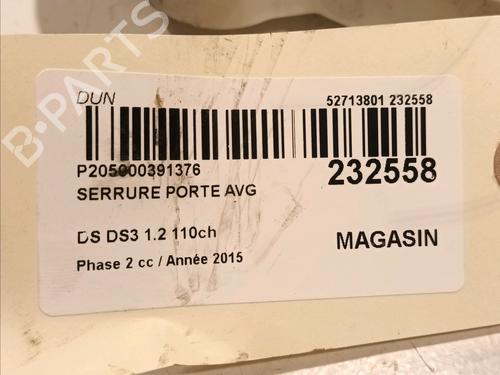 DUN
52713801 232558
P205000391376
232558
SERRURE PORTE AVG
DS DS3 1.2 110ch
MAGASIN
Phase 2 cc / Année 2015
B-PARTS